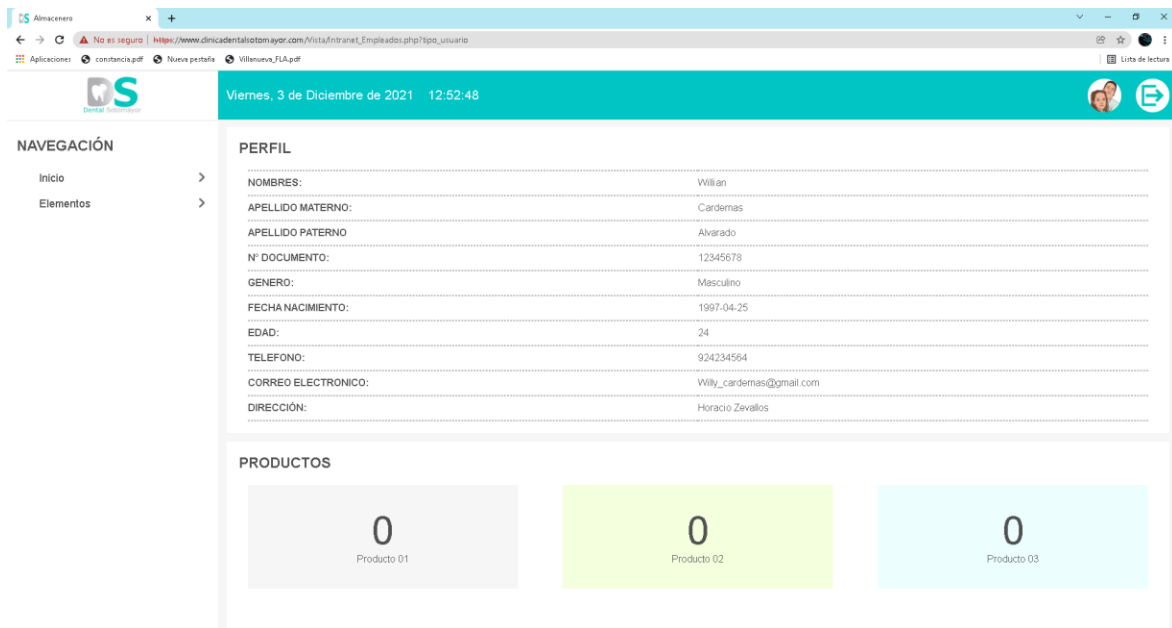 DS Almacenero
No es seguro | https://www.clinicadentalsotomayor.com/Vista/Intranet_Empleados.php?tipo_usuario
Aplicaciones constancia.pdf Nueva pestaña Villanueva_FLA.pdf Lista de lectura
DS
Dental Sotomayor
Viernes, 3 de Diciembre de 2021 12:52:48
NAVEGACIÓN
Inicio
Elementos
PERFIL
NOMBRES: Willian
APELLIDO MATERNO: Cardernas
APELLIDO PATERNO Alvarado
N° DOCUMENTO: 12345678
GENERO: Masculino
FECHA NACIMIENTO: 1997-04-25
EDAD: 24
TELEFONO: 924234564
CORREO ELECTRONICO: Willy_cardernas@gmail.com
DIRECCIÓN: Horacio Zevallos
PRODUCTOS
0 0 0
Producto 01 Producto 02 Producto 03